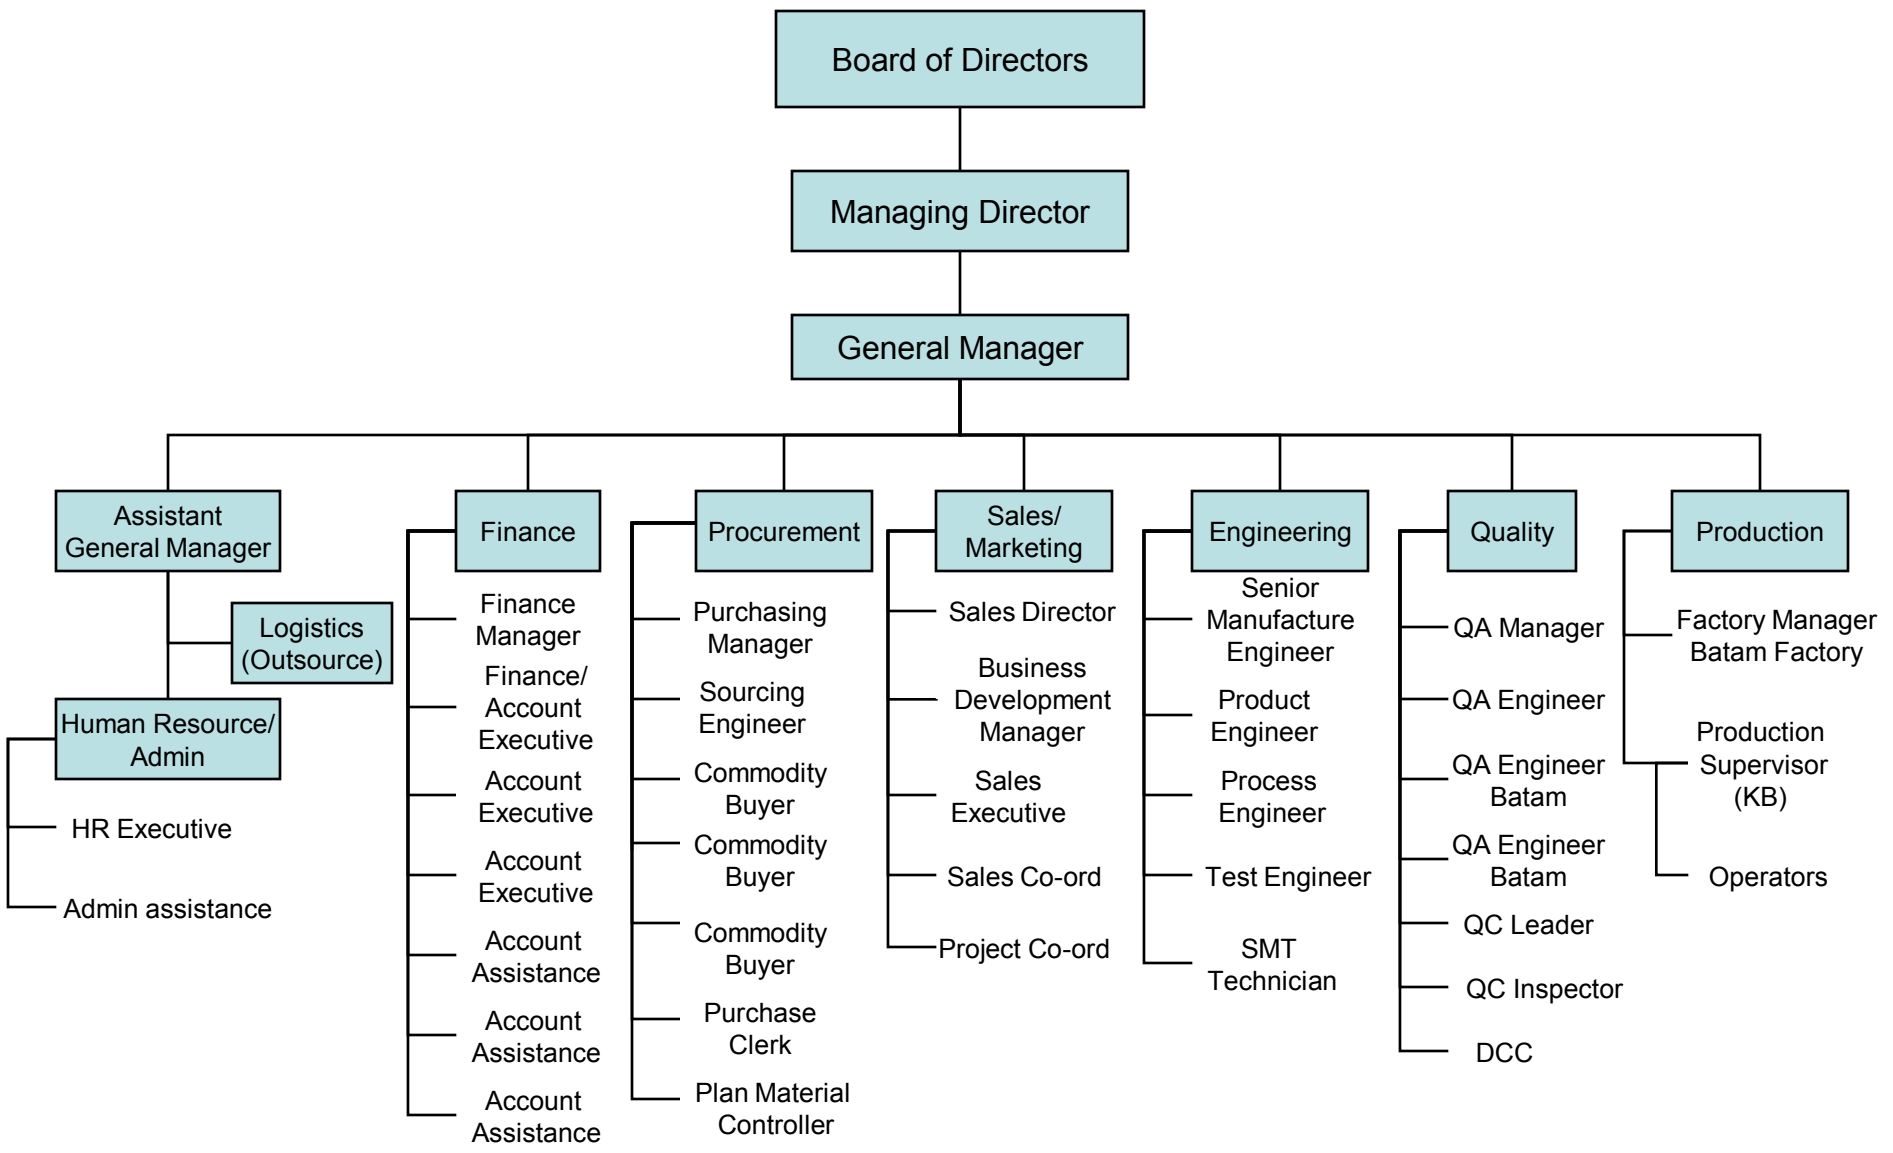 Board of Directors
Managing Director
General Manager
Assistant
General Manager
Logistics
(Outsource)
Human Resource/
Admin
HR Executive
Admin assistance
Finance
Finance
Manager
Finance/
Account
Executive
Account
Executive
Account
Executive
Account
Assistance
Account
Assistance
Account
Assistance
Procurement
Purchasing
Manager
Sourcing
Engineer
Commodity
Buyer
Commodity
Buyer
Commodity
Buyer
Purchase
Clerk
Plan Material
Controller
Sales/
Marketing
Sales Director
Business
Development
Manager
Sales
Executive
Sales Co-ord
Project Co-ord
Engineering
Senior
Manufacture
Engineer
Product
Engineer
Process
Engineer
Test Engineer
SMT
Technician
Quality
QA Manager
QA Engineer
QA Engineer
Batam
QA Engineer
Batam
QC Leader
QC Inspector
DCC
Production
Factory Manager
Batam Factory
Production
Supervisor
(KB)
Operators